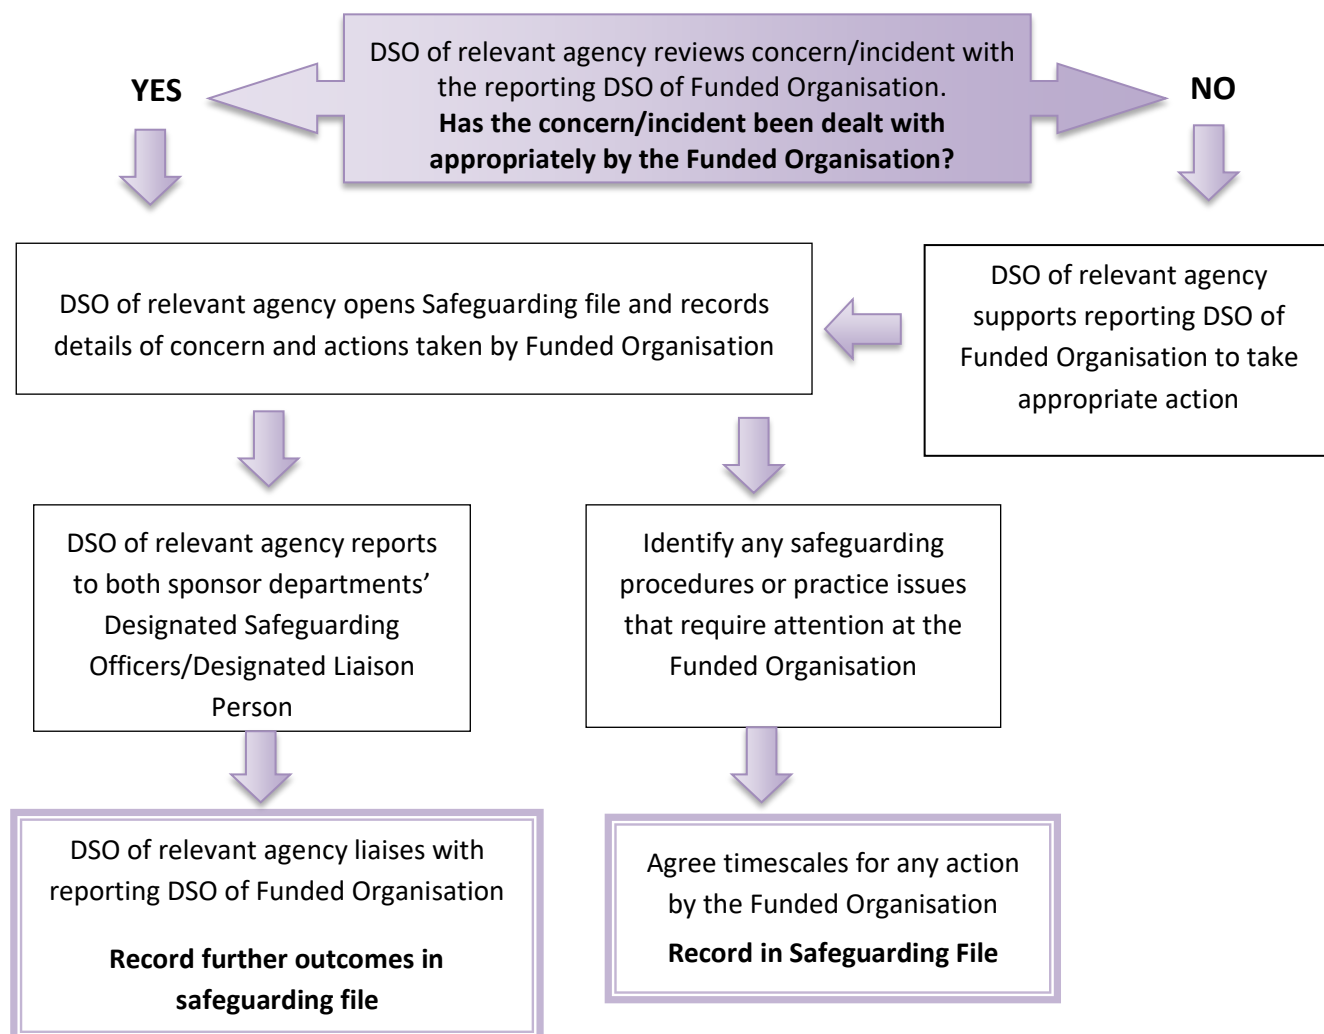 DSO of relevant agency reviews concern/incident with
the reporting DSO of Funded Organisation.
Has the concern/incident been dealt with
appropriately by the Funded Organisation?
YES
NO
DSO of relevant agency opens Safeguarding file and records
details of concern and actions taken by Funded Organisation
DSO of relevant agency
supports reporting DSO of
Funded Organisation to take
appropriate action
DSO of relevant agency reports
to both sponsor departments’
Designated Safeguarding
Officers/Designated Liaison
Person
Identify any safeguarding
procedures or practice issues
that require attention at the
Funded Organisation
DSO of relevant agency liaises with
reporting DSO of Funded Organisation
Record further outcomes in
safeguarding file
Agree timescales for any action
by the Funded Organisation
Record in Safeguarding File